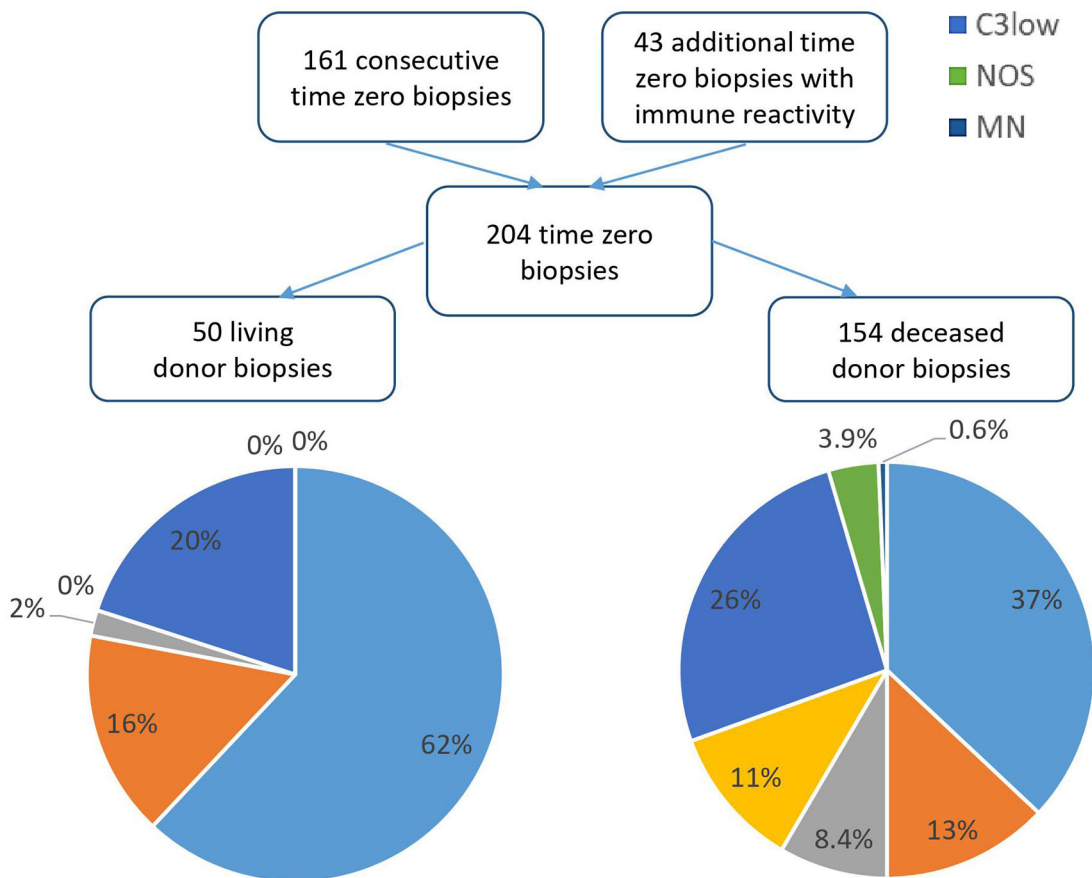 161 consecutive
time zero biopsies
43 additional time
zero biopsies with
immune reactivity
C3low
NOS
MN
204 time zero
biopsies
50 living
donor biopsies
154 deceased
donor biopsies
0% 0%
20%
0%
2%
16%
62%
3.9%
0.6%
26%
37%
11%
8.4%
13%